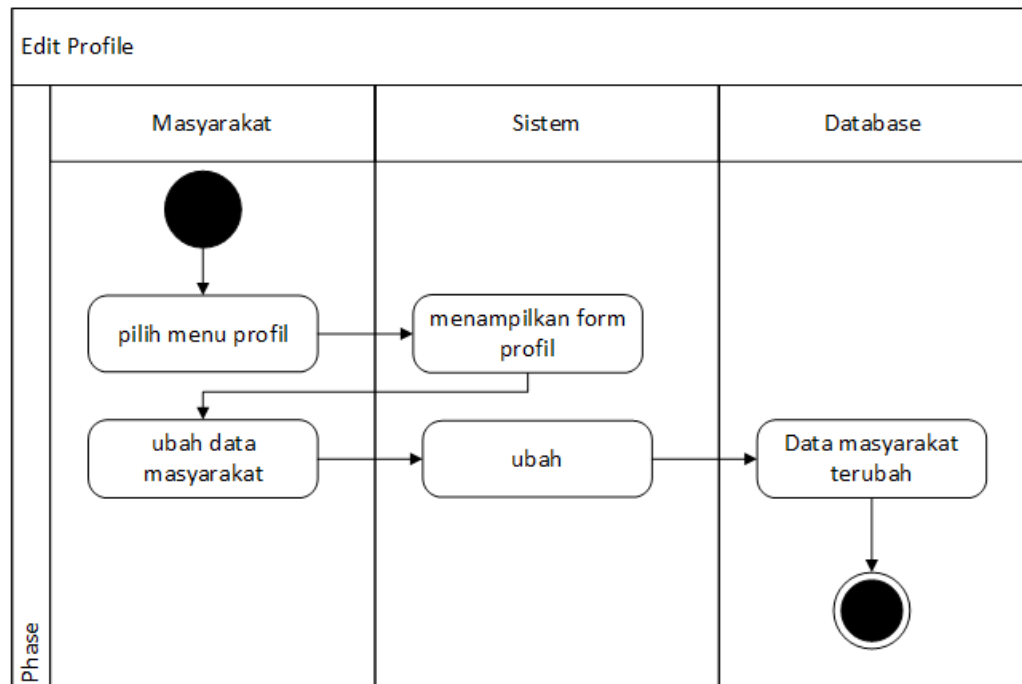 Edit Profile
Masyarakat
Sistem
Database
pilih menu profil
menampilkan form
profil
ubah data
masyarakat
ubah
Data masyarakat
terubah
Phase